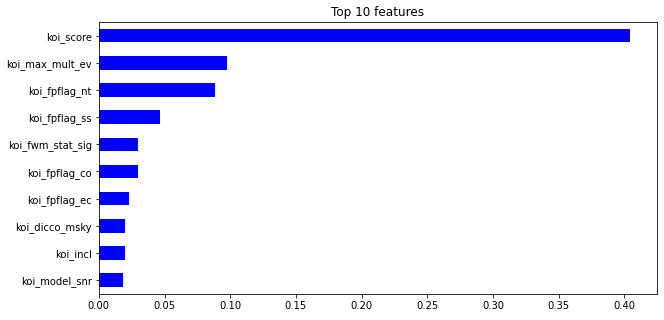 Top 10 features
koi_score
koi_max_mult_ev
koi_fpflag_nt
koi_fpflag_ss
koi_fwm_stat_sig
koi_fpflag_co
koi_fpflag_ec
koi_dicco_msky
koi_incl
koi_model_snr
0.00 0.05 0.10 0.15 0.20 0.25 0.30 0.35 0.40